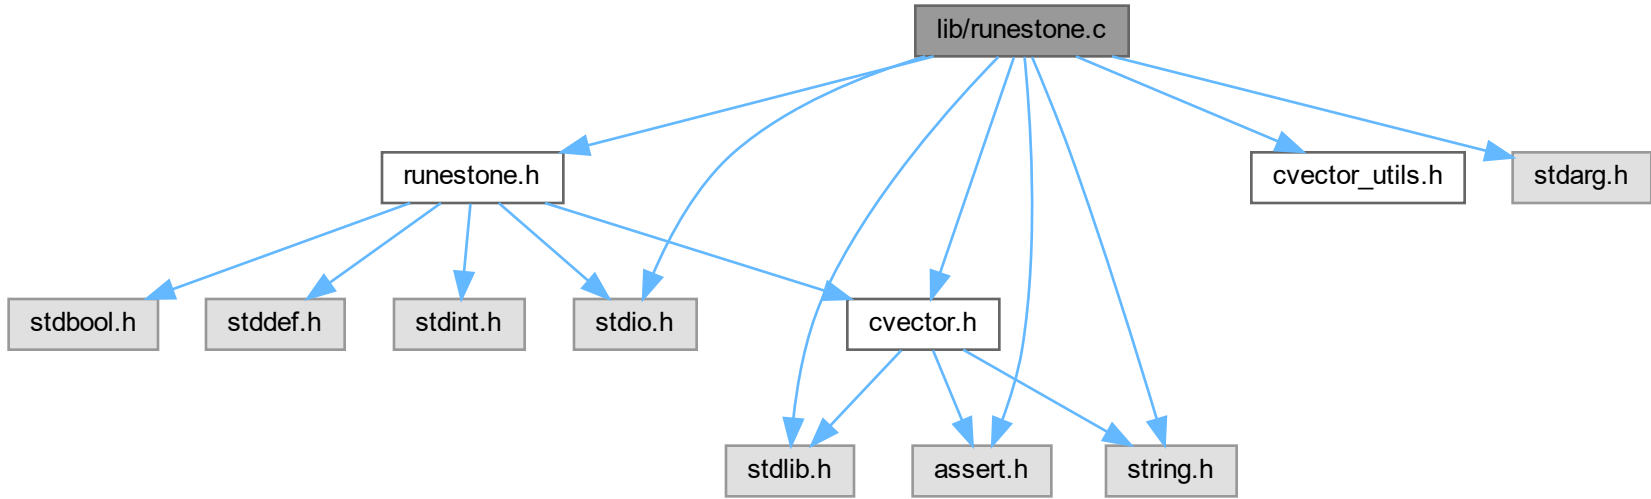 lib/runestone.c
runestone.h
cvector_utils.h
stdarg.h
stdbool.h
stddef.h
stdint.h
stdio.h
cvector.h
stdlib.h
assert.h
string.h